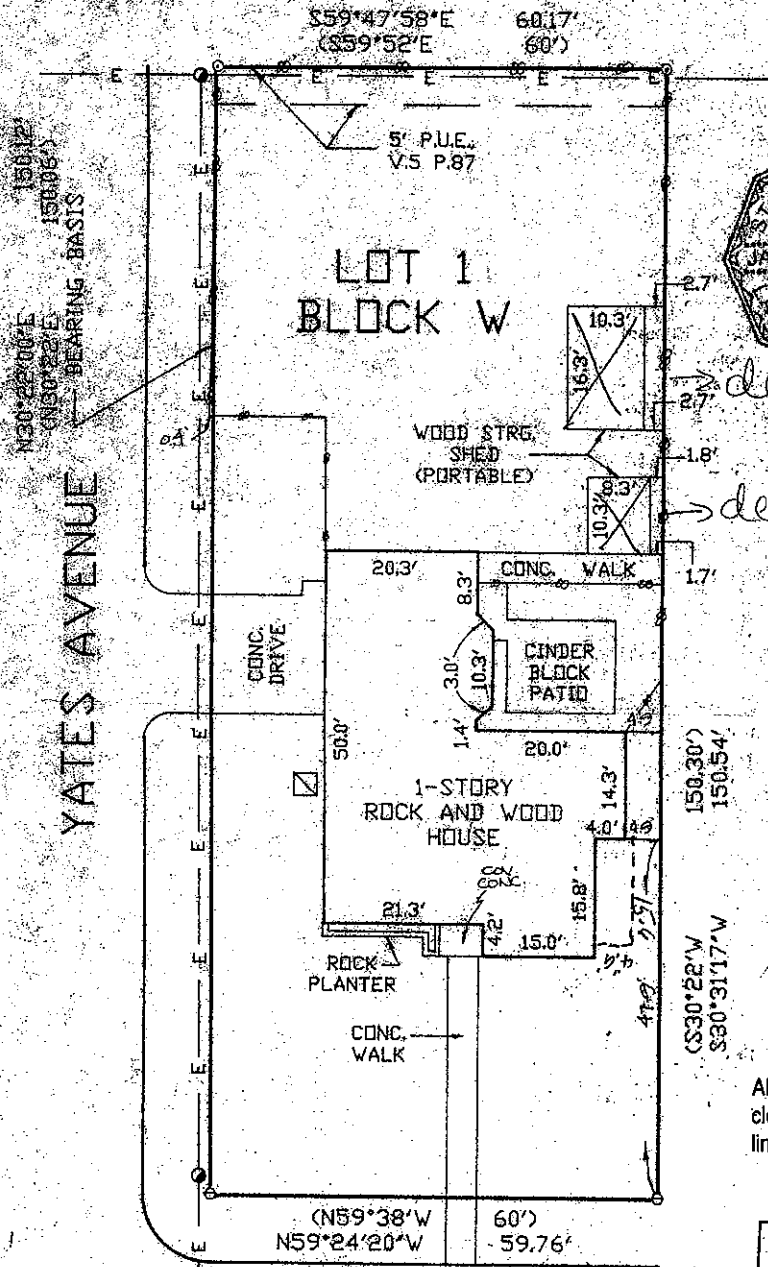 S59°47'58"E 60.17'
(S59°52'E 60')
5' P.U.E.
V.5 P.87
N30°22'00"E 150.12'
(N30°22'E 150.06')
BEARING BASIS
LOT 1
BLOCK W
2.7'
10.3'
16.3'
2.7'
WOOD STRG.
SHED
(PORTABLE)
1.8'
8.3'
10.3'
1.7'
YATES AVENUE
20.3'
CONC. WALK
8.3'
CONC.
DRIVE
CINDER
BLOCK
PATIO
3.0'
10.3'
1.4'
20.0'
50.0'
1-STORY
ROCK AND WOOD
HOUSE
14.3'
4.0'
150.30')
150.54'
15.8'
COV
CONC
21.3'
4.2'
15.0'
ROCK
PLANTER
CONC.
WALK
(S30°22'W
S30°31'17"W
(N59°38'W 60')
N59°24'20"W 59.76'
E E E E E
E E E E E E E E E